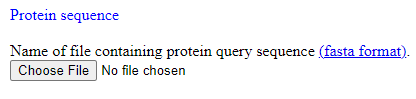 Protein sequence
Name of file containing protein query sequence (fasta format).
Choose File No file chosen